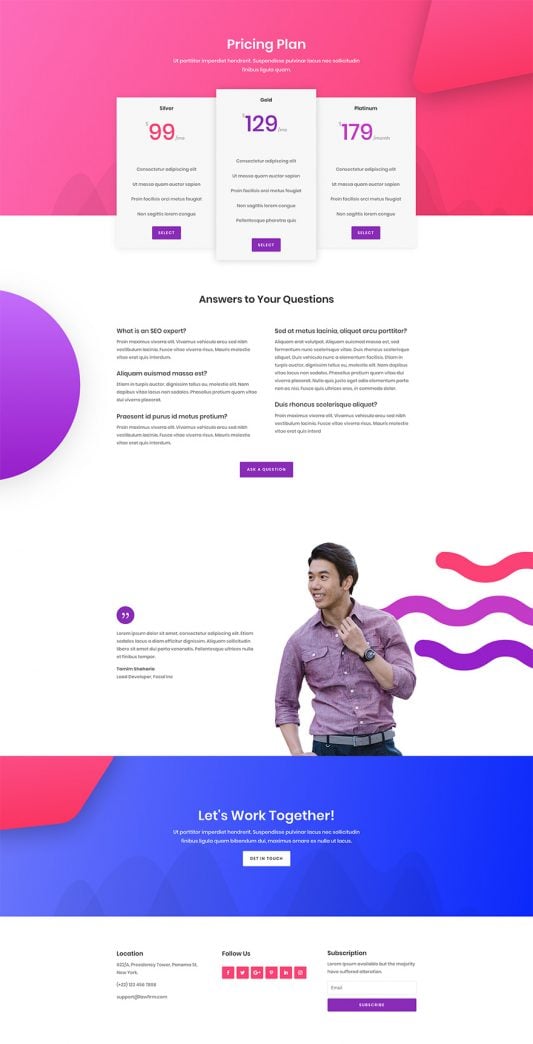 Pricing Plan
Ut porttitor imperdiet hendrerit. Suspendisse pulvinar lacus nec sollicitudin
finibus ligula quam.
Silver
$99/mo
Consectetur adipiscing elit
Ut massa quam auctor sapien
Proin facilisis orci metus feugiat
Non sagittis lorem congue
SELECT
Gold
$129/mo
Consectetur adipiscing elit
Ut massa quam auctor sapien
Proin facilisis orci metus feugiat
Non sagittis lorem congue
Pellentesque pharetra quis
SELECT
Platinum
$179/month
Consectetur adipiscing elit
Ut massa quam auctor sapien
Proin facilisis orci metus feugiat
Non sagittis lorem congue
SELECT
Answers to Your Questions
What is an SEO expert?
Proin maximus viverra elit. Vivamus vehicula arcu sed nibh
vestibulum lacinia. Fusce vitae viverra risus. Mauris molestie
vitae erat quis interdum.
Aliquam euismod massa est?
Etiam in turpis auctor, dignissim tellus eu, molestie elit. Nam
dapibus vitae lacus non sodales. Phasellus pretium quam vitae
dui viverra placerat.
Praesent id purus id metus pretium?
Proin maximus viverra elit. Vivamus vehicula arcu sed nibh
vestibulum lacinia. Fusce vitae viverra risus. Mauris molestie
vitae erat quis interdum.
Sed at metus lacinia, aliquet arcu porttitor?
Aliquam erat volutpat. Aliquam euismod massa est, sed
fermentum nunc scelerisque vitae. Duis rhoncus scelerisque
aliquet. Duis vehicula nunc a elementum facilisis. Etiam in
turpis auctor, dignissim tellus eu, molestie elit. Nam dapibus
vitae lacus non sodales. Phasellus pretium quam vitae dui
viverra placerat. Nulla quis justo eget odio elementum porta
non ac nisi. Fusce quis ultrices eros, in commodo dolor.
Duis rhoncus scelerisque aliquet?
Proin maximus viverra elit. Vivamus vehicula arcu sed nibh
vestibulum lacinia. Fusce vitae viverra risus. Mauris molestie
vitae erat quis interd
ASK A QUESTION
Lorem ipsum dolor sit amet, consectetur adipiscing elit. Etiam
sodales lacus a diam efficitur dignissim. Aliquam sollicitudin
libero sit amet dui porta venenatis. Pellentesque ultrices nulla
at finibus tempor.
Tamim Shaharia
Lead Developer, Fossil Inc
Let's Work Together!
Ut porttitor imperdiet hendrerit. Suspendisse pulvinar lacus nec sollicitudin
finibus ligula quam bibendum dui, maximus ornare ex nulla ut lacus.
GET IN TOUCH
Location
New York.
(+22) 122 456 7858
support@lawfirm.com
Follow Us
Subscription
Lorem ipsum available but the majority
have suffered alteration.
Email
SUBSCRIBE